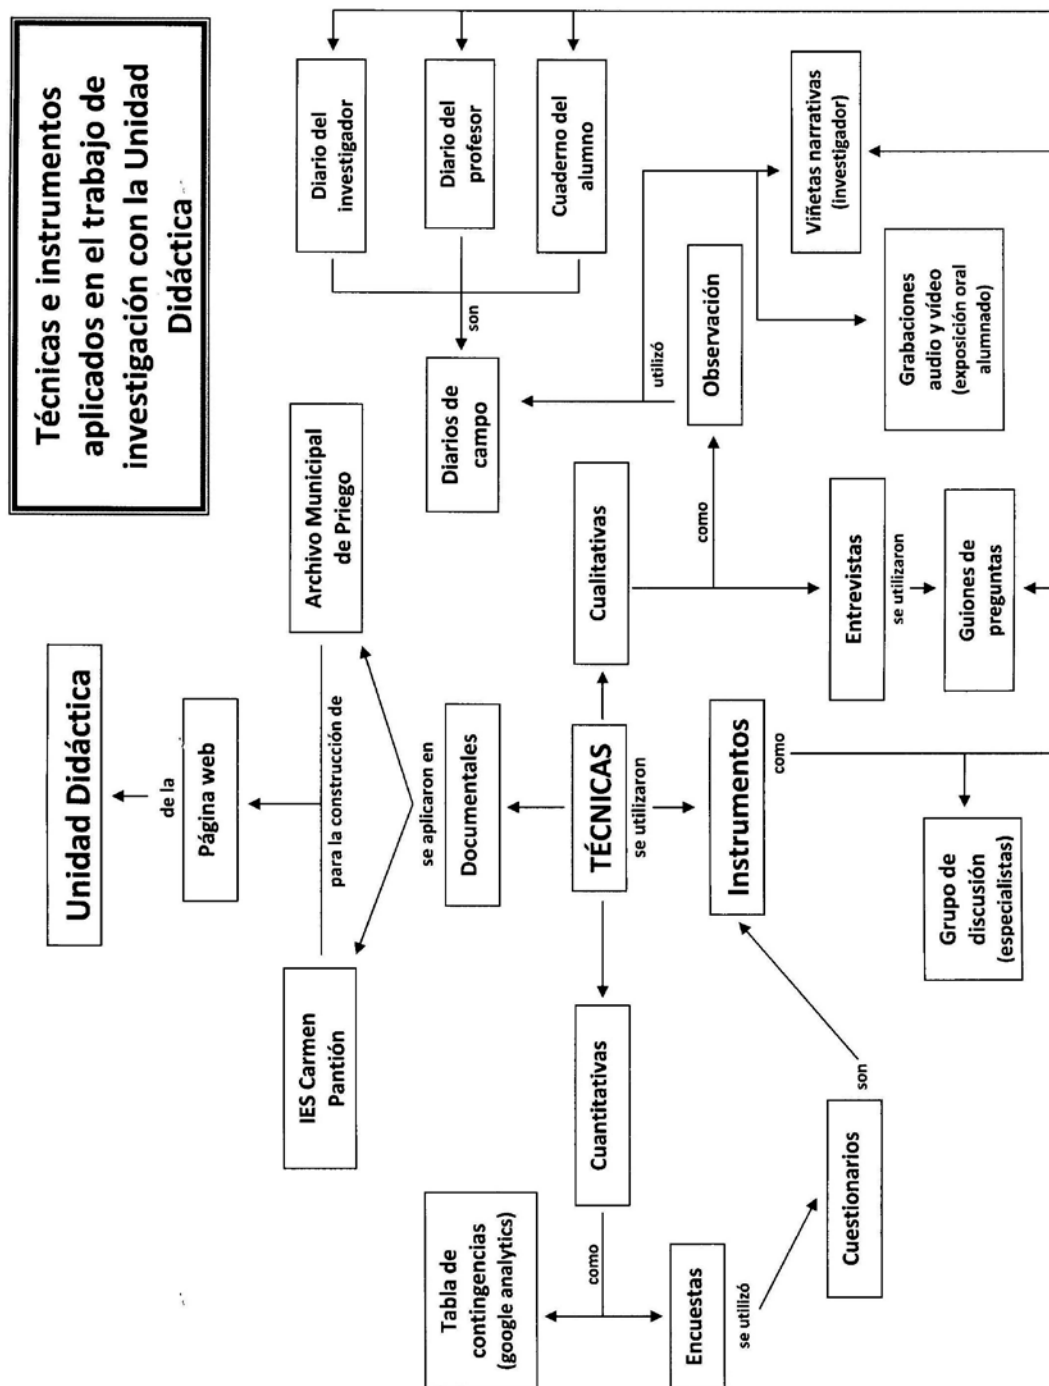 Técnicas e instrumentos
aplicados en el trabajo de
investigación con la Unidad
Didáctica
Unidad Didáctica
de la
Página web
IES Carmen
Pantión
para la construcción de
Archivo Municipal
de Priego
Diario del
investigador
Diario del
profesor
Cuaderno del
alumno
son
Diarios de
campo
se aplicaron en
Documentales
Tabla de
contingencias
(google analytics)
como
Cuantitativas
TÉCNICAS
se utilizaron
Cualitativas
como
utilizó
Observación
Encuestas
se utilizó
Instrumentos
como
Viñetas narrativas
(investigador)
Entrevistas
se utilizaron
Cuestionarios
son
Grupo de
discusión
(especialistas)
Guiones de
preguntas
Grabaciones
audio y vídeo
(exposición oral
alumnado)